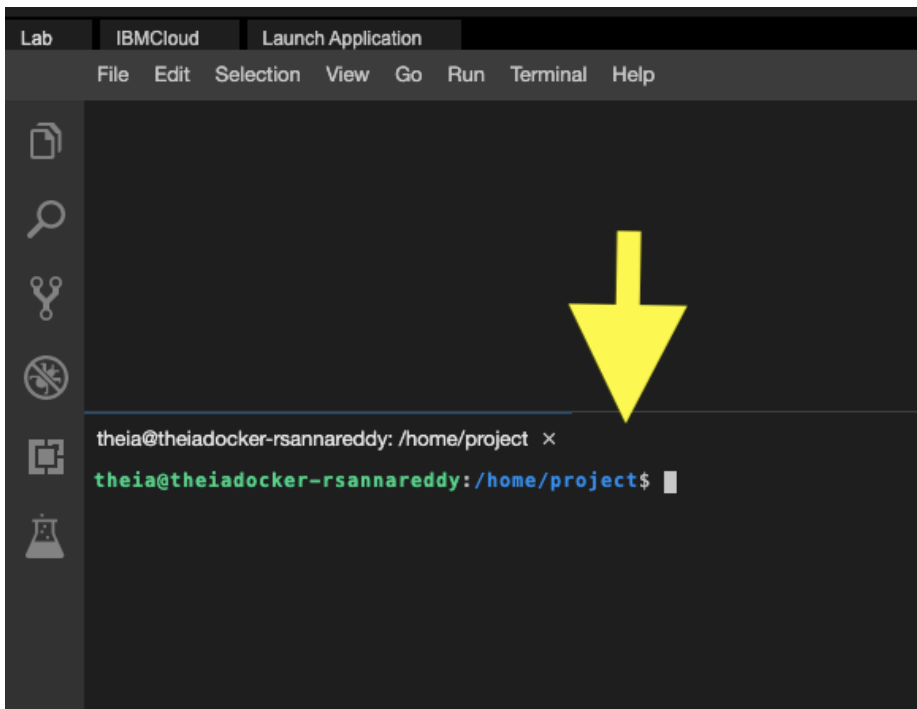 Lab IBMCloud Launch Application
File Edit Selection View Go Run Terminal Help
theia@theiadocker-rsannareddy: /home/project ×
theia@theiadocker-rsannareddy:/home/project$